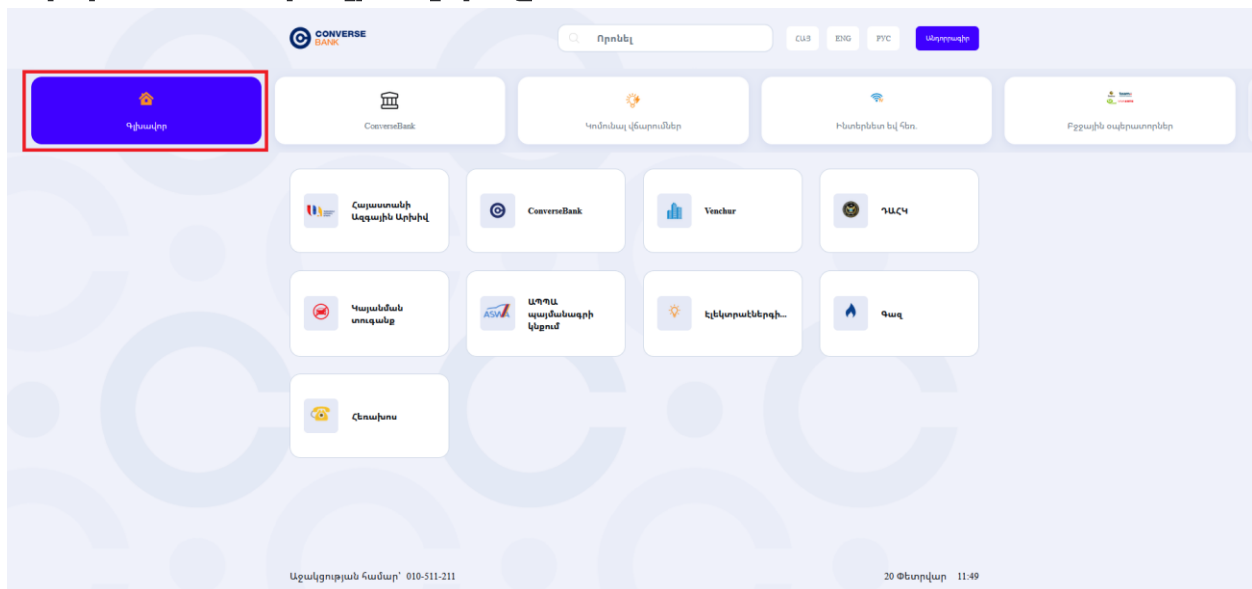 CONVERSE
BANK
Որոնել
ՀԱՅ
ENG
РУС
Անդորրագիր
Գլխավոր
ConverseBank
Կոմունալ վճարումներ
Ինտերնետ եվ հեռ.
Բջջային օպերատորներ
Հայաստանի
Ազգային Արխիվ
ConverseBank
Venchur
ԴԱՀԿ
Կայանման
տուգանք
ASWA
ԱՊՊԱ
պայմանագրի
կնքում
Էլեկտրաէներգի...
Գազ
Հեռախոս
Աջակցության համար՝ 010-511-211
20 Փետրվար 11:49